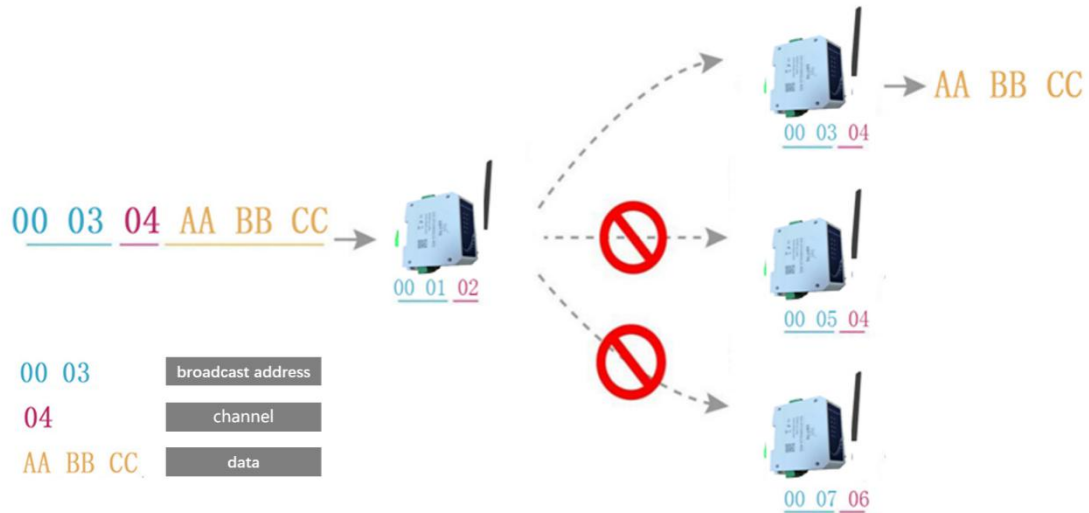 AA BB CC
00 03 04
00 03 04 AA BB CC
00 01 02
00 05 04
00 03 broadcast address
04 channel
AA BB CC data
00 07 06